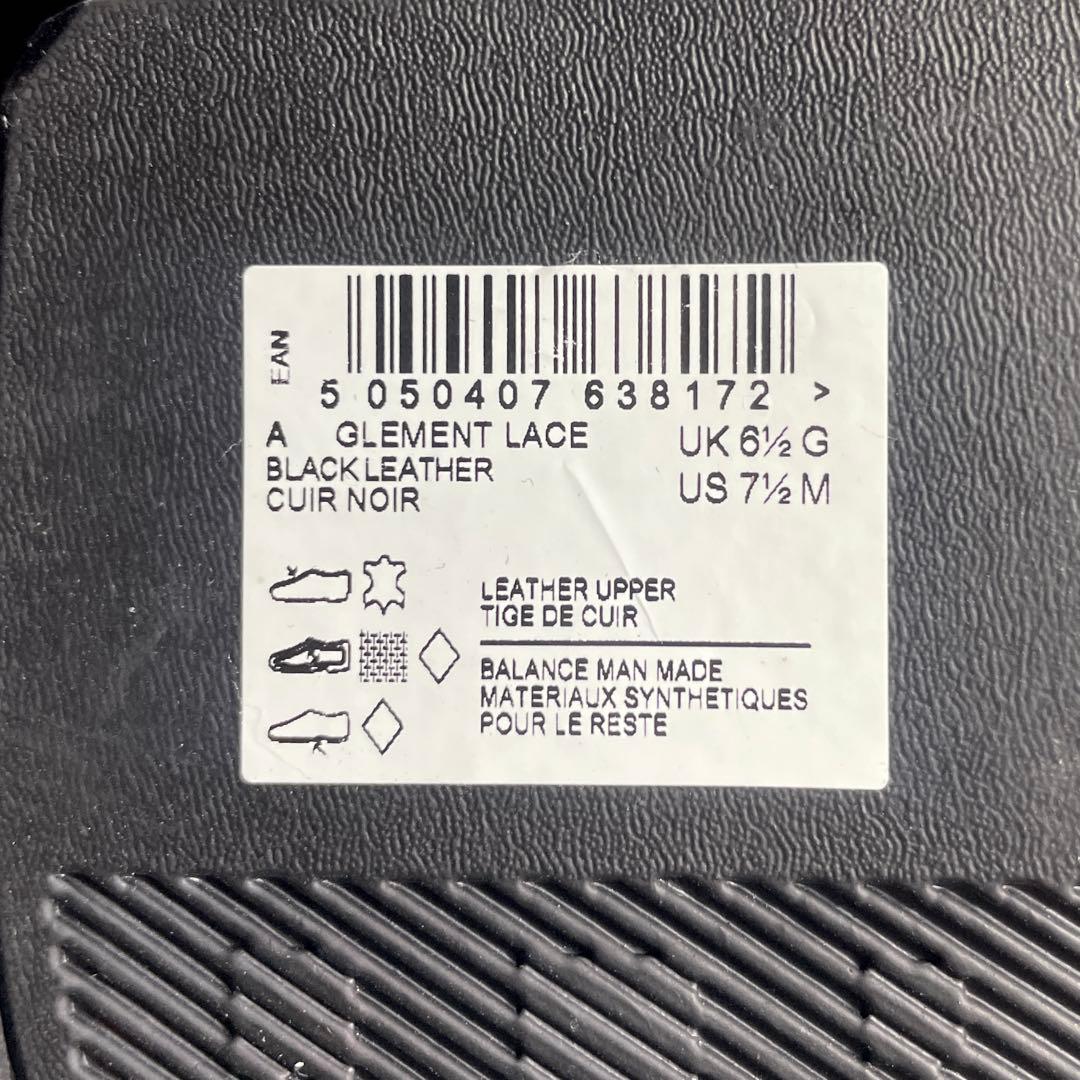 EAN
5 050407 638172 >
A GLEMENT LACE
BLACK LEATHER
CUIR NOIR
UK 6½ G
US 7½ M
LEATHER UPPER
TIGE DE CUIR
BALANCE MAN MADE
MATERIAUX SYNTHETIQUES
POUR LE RESTE